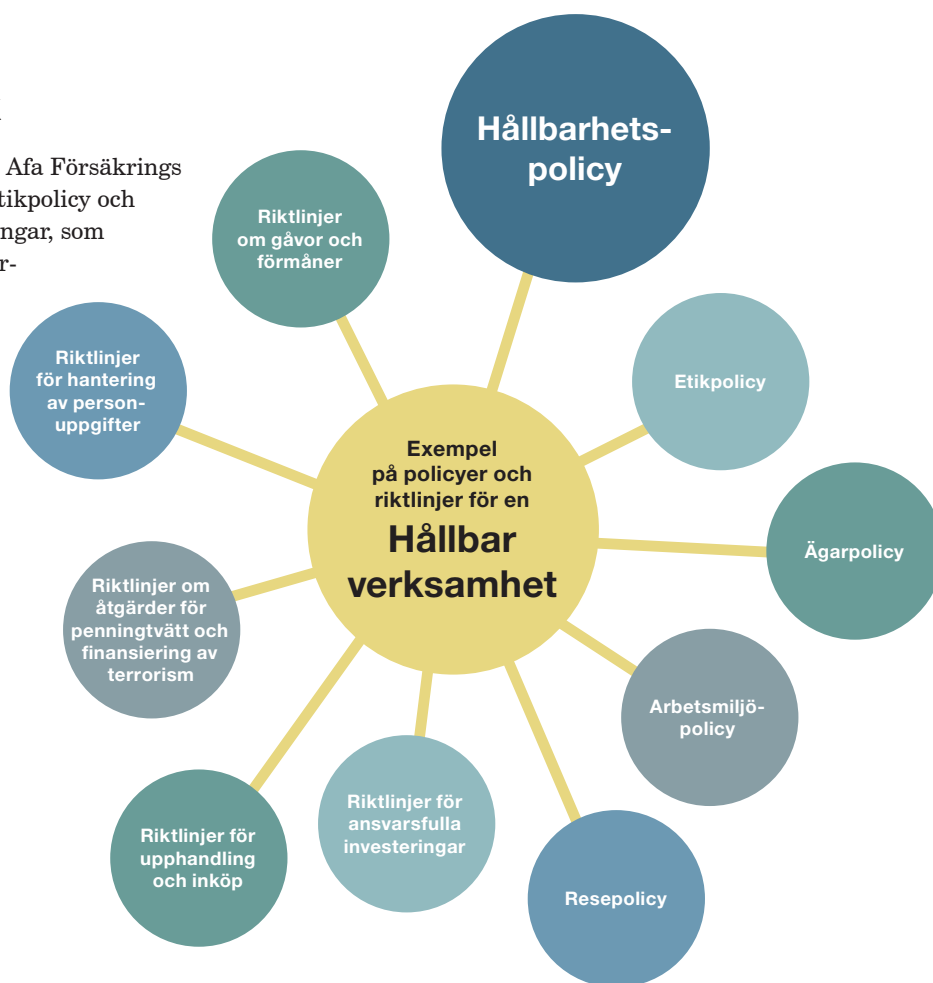 Afa Försäkrings
tikpolicy och
ngar, som
r-
Hållbarhets-
policy
Riktlinjer
om gåvor och
förmåner
Riktlinjer
för hantering
av person-
uppgifter
Etikpolicy
Exempel
på policyer och
riktlinjer för en
Hållbar
verksamhet
Ägarpolicy
Riktlinjer om
åtgärder för
penningtvätt och
finansiering av
terrorism
Arbetsmiljö-
policy
Riktlinjer för
ansvarsfulla
investeringar
Riktlinjer för
upphandling
och inköp
Resepolicy